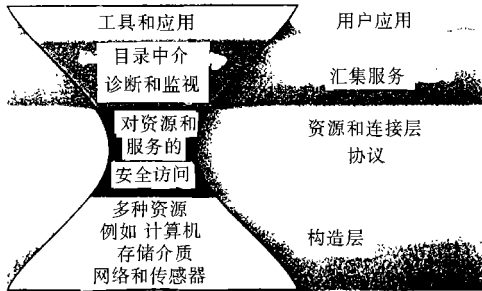 工具和应用
用户应用
目录中介
诊断和监视
汇集服务
对资源和
服务的
安全访问
资源和连接层
协议
多种资源
例如 计算机
存储介质
网络和传感器
构造层